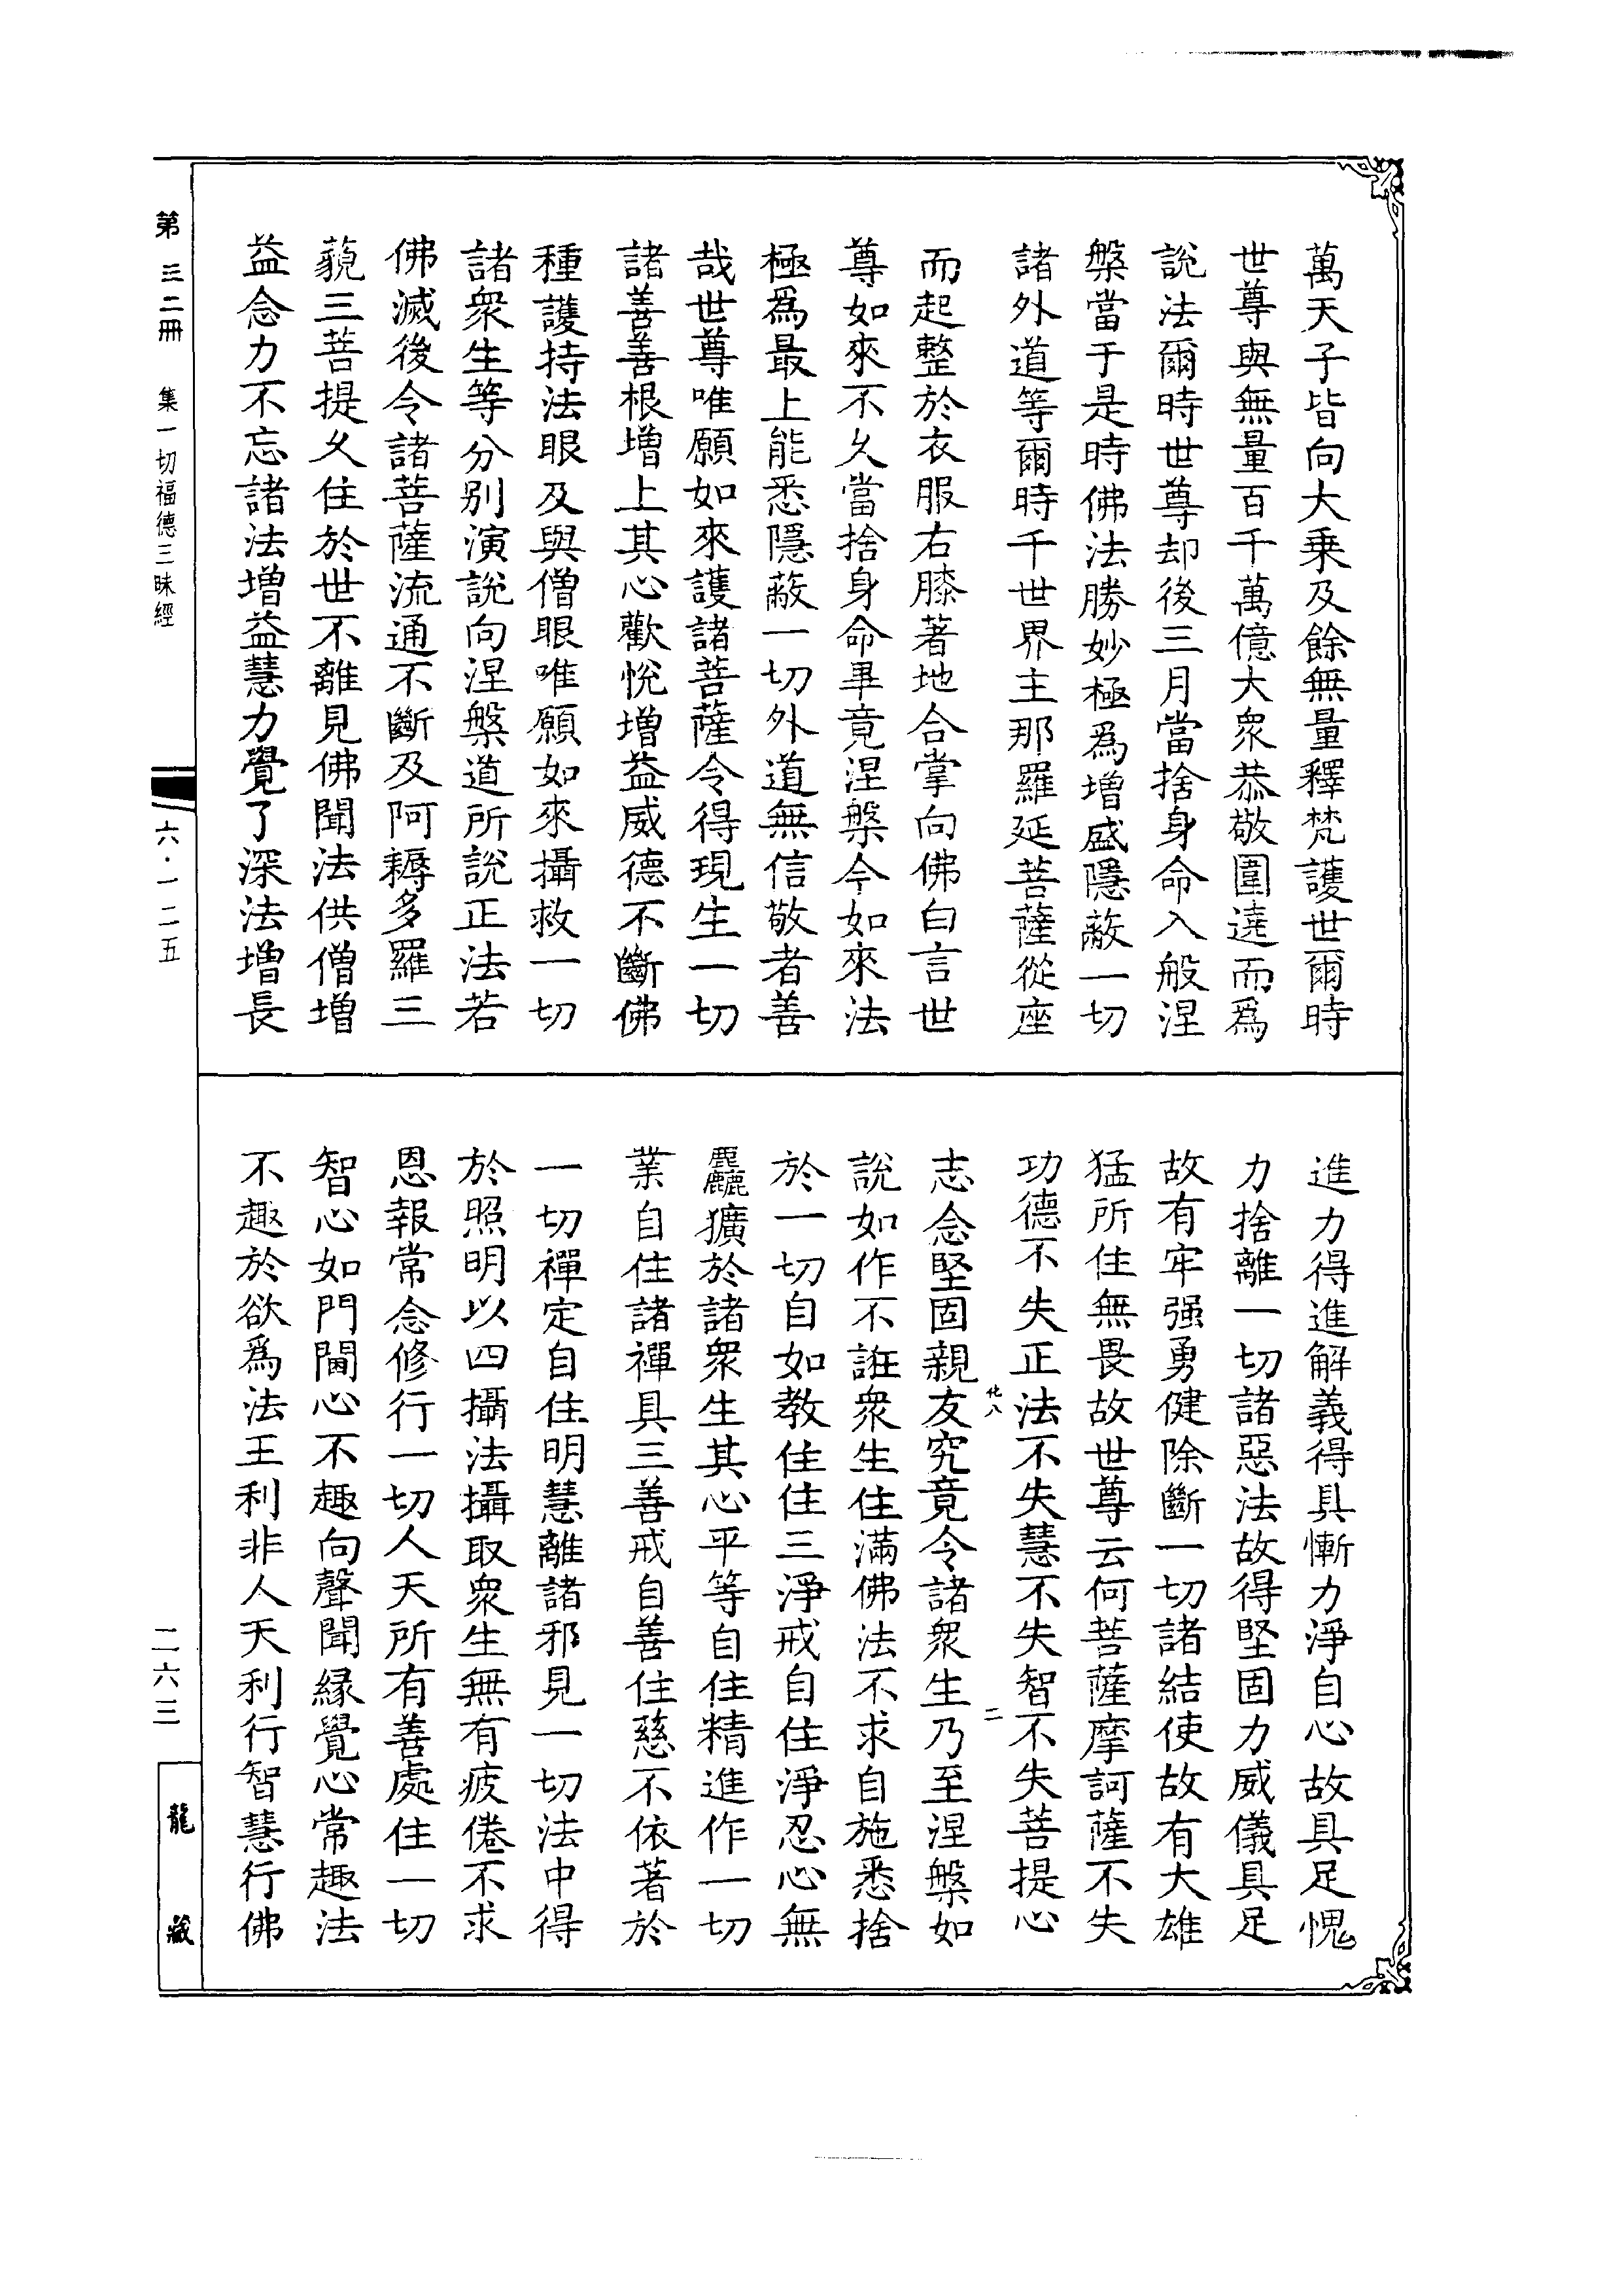 萬天子皆向大乗及餘無量釋梵護世爾時
世尊與無量百千萬億大衆恭敬圍遶而爲
說法爾時世尊却後三月當捨身命入般涅
槃當于是時佛法勝妙極爲增盛隱蔽一切
諸外道等爾時千世界主那羅延菩薩從座
而起整於衣服右膝著地合掌向佛白言世
尊如來不久當捨身命畢竟涅槃令如來法
極爲最上能悉隱蔽一切外道無信敬者善
哉世尊唯願如來護諸菩薩令得現生一切
諸善善根增上其心歡悅增益威德不斷佛
種護持法眼及與僧眼唯願如來攝救一切
諸衆生等分別演說向涅槃道所說正法若
佛滅後令諸菩薩流通不斷及阿耨多羅三
藐三菩提久住於世不離見佛聞法供僧增
益念力不忘諸法增益慧力覺了深法增長
進力得進解義得具慚力淨自心故具足愧
力捨離一切諸惡法故得堅固力威儀具足
故有牢强勇健除斷一切諸結使故有大雄
猛所住無畏故世尊云何菩薩摩訶薩不失
功德不失正法不失慧不失智不失菩提心
志念堅固親友究竟令諸衆生乃至涅槃如
說如作不誑衆生住滿佛法不求自施悉捨
於一切自如教住住三淨戒自住淨忍心無
麤獷於諸衆生其心平等自住精進作一切
業自住諸禪具三善戒自善住慈不依著於
一切禪定自住明慧離諸邪見一切法中得
於照明以四攝法攝取衆生無有疲倦不求
恩報常念修行一切人天所有善處住一切
智心如門閫心不趣向聲聞緣覺心常趣法
不趣於欲爲法王利非人天利行智慧行佛
第三二冊 集一切福德三昧經
六·一二五
二六三
龍藏
二